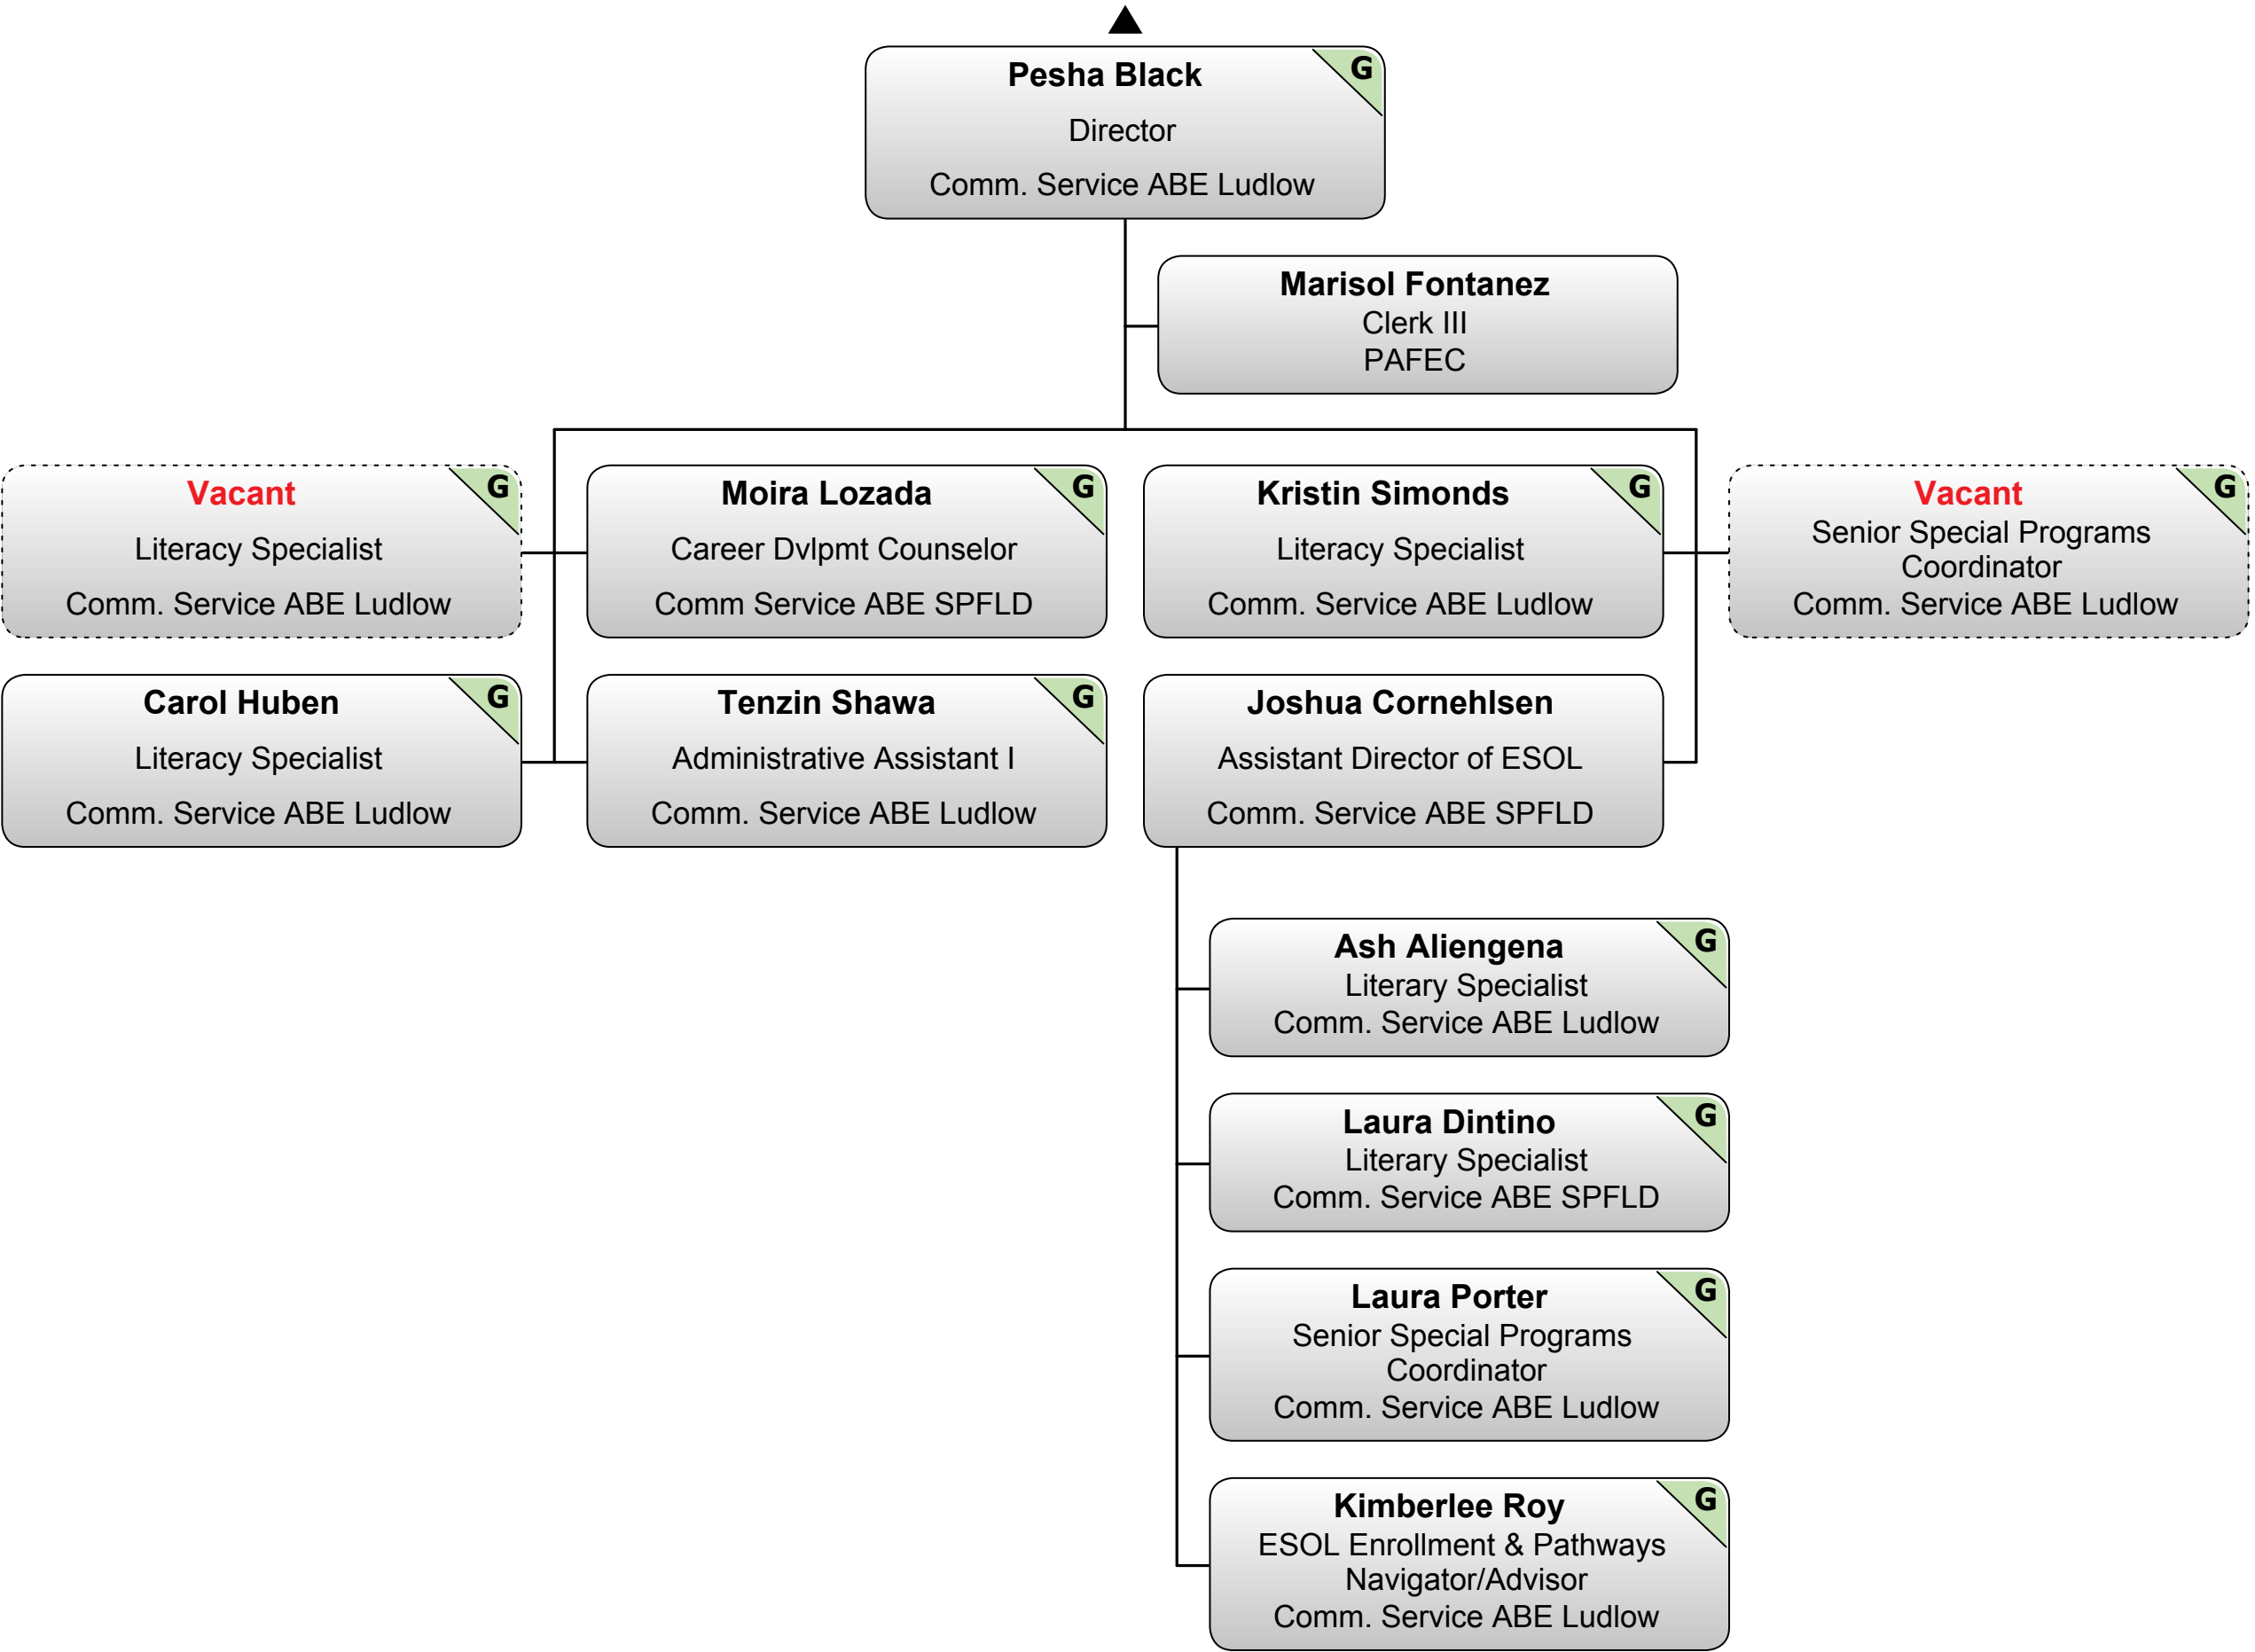 Pesha Black
G
Director
Comm. Service ABE Ludlow
Marisol Fontanez
Clerk III
PAFEC
Vacant
G
Literacy Specialist
Comm. Service ABE Ludlow
Moira Lozada
G
Career Dvlpmt Counselor
Comm Service ABE SPFLD
Kristin Simonds
G
Literacy Specialist
Comm. Service ABE Ludlow
Vacant
G
Senior Special Programs
Coordinator
Comm. Service ABE Ludlow
Carol Huben
G
Literacy Specialist
Comm. Service ABE Ludlow
Tenzin Shawa
G
Administrative Assistant I
Comm. Service ABE Ludlow
Joshua Cornehlsen
Assistant Director of ESOL
Comm. Service ABE SPFLD
Ash Aliengena
G
Literary Specialist
Comm. Service ABE Ludlow
Laura Dintino
G
Literary Specialist
Comm. Service ABE SPFLD
Laura Porter
G
Senior Special Programs
Coordinator
Comm. Service ABE Ludlow
Kimberlee Roy
G
ESOL Enrollment & Pathways
Navigator/Advisor
Comm. Service ABE Ludlow